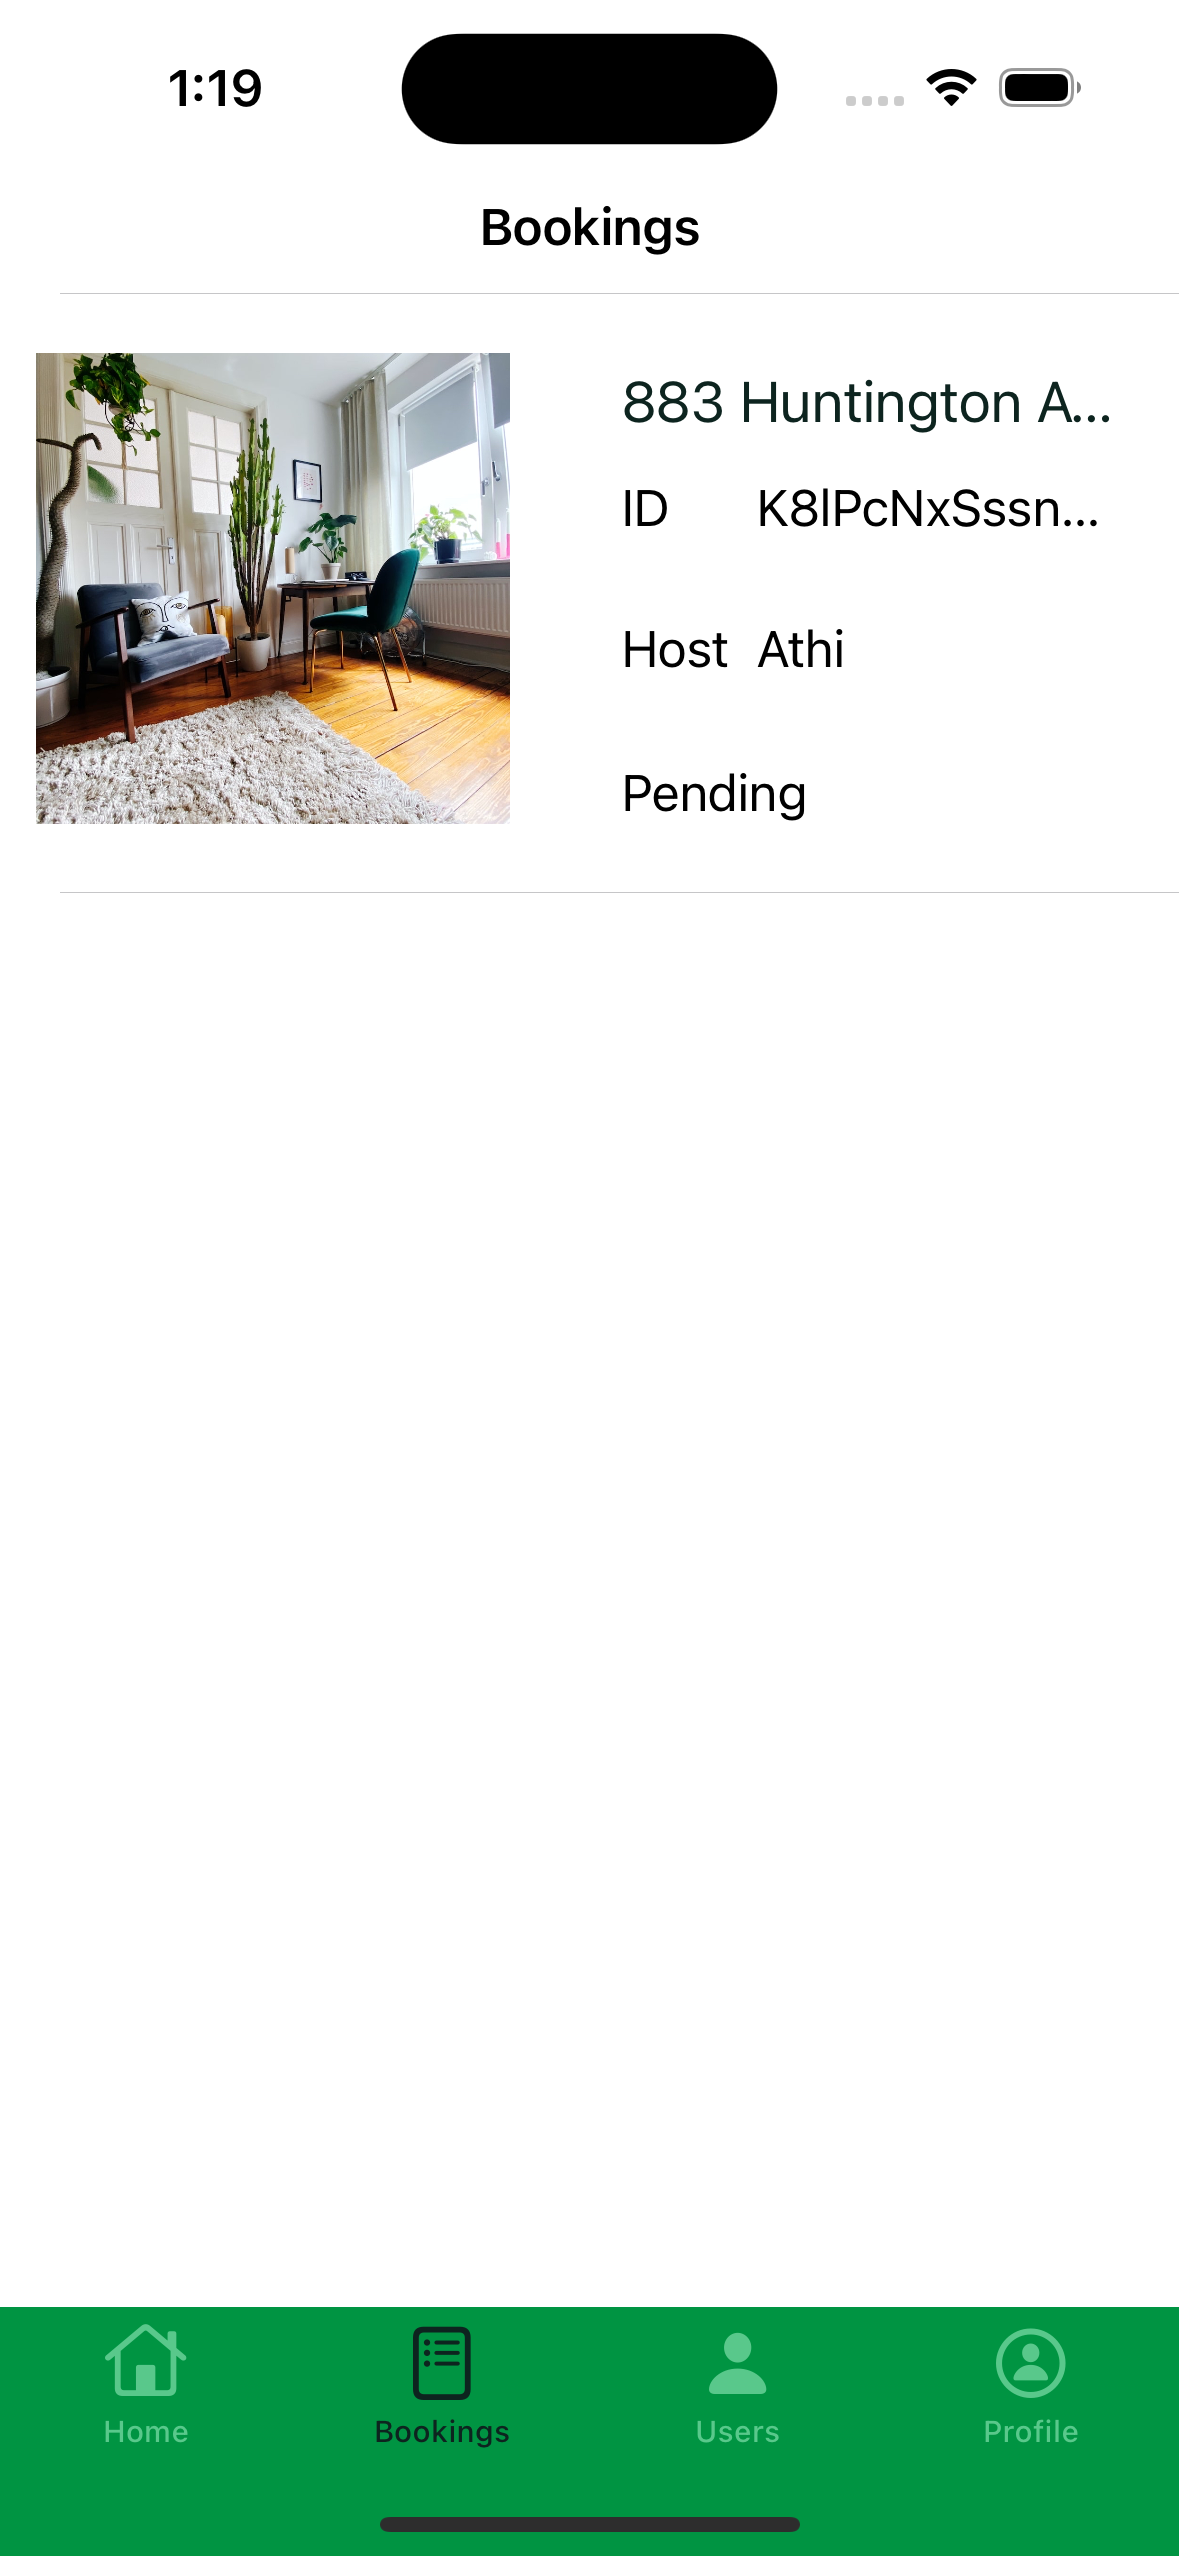 1:19
Bookings
883 Huntington A...
ID K8lPcNxSssn...
Host Athi
Pending
Home Bookings Users Profile